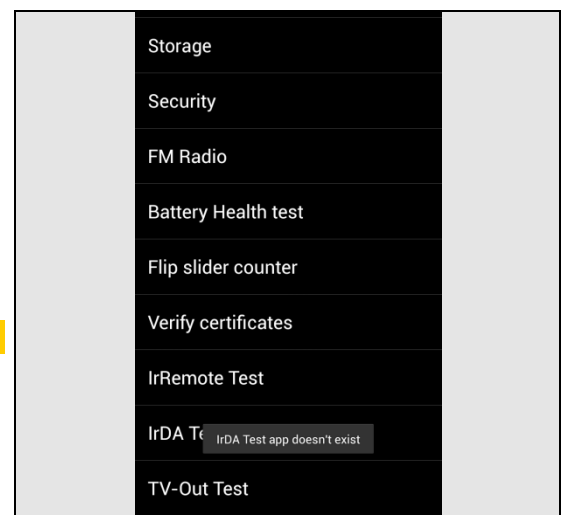 Storage
Security
FM Radio
Battery Health test
Flip slider counter
Verify certificates
IrRemote Test
IrDA
IrDA Test app doesn't exist
TV-Out Test